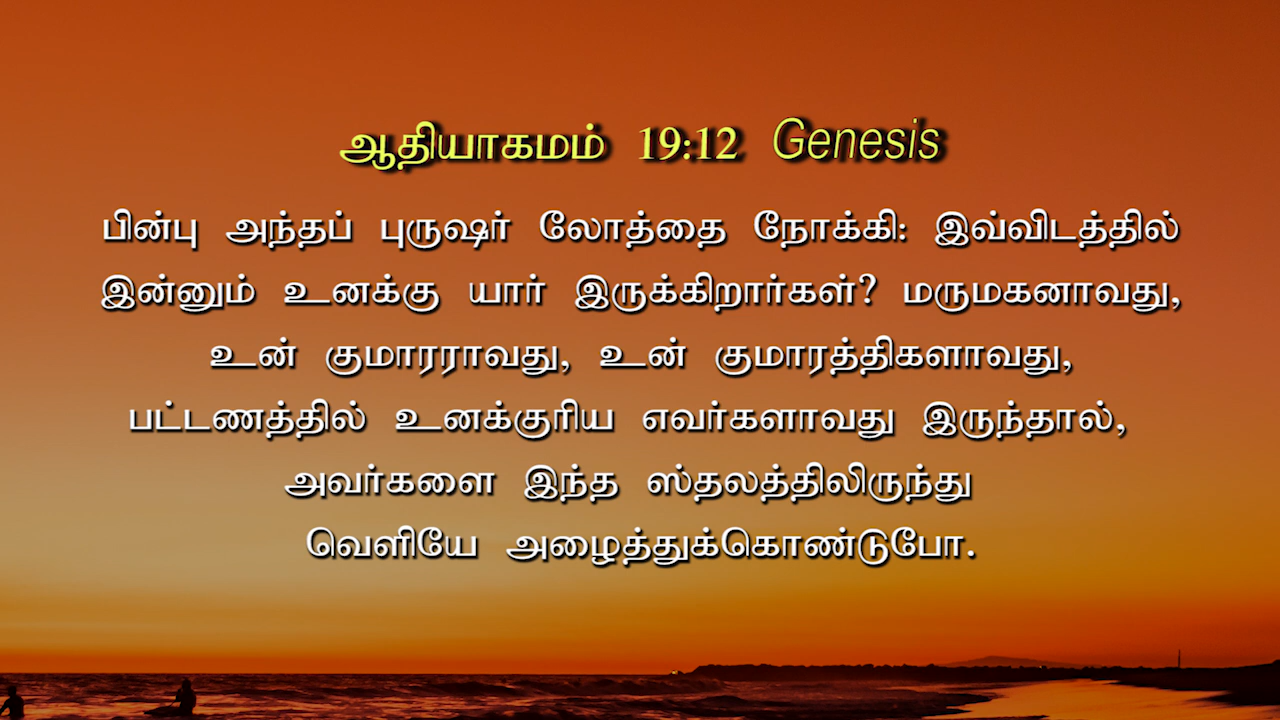 ஆதியாகமம் 19:12 Genesis
பின்பு அந்தப் புருஷர் லோத்தை நோக்கி: இவ்விடத்தில்
இன்னும் உனக்கு யார் இருக்கிறார்கள்? மருமகனாவது,
உன் குமாரராவது, உன் குமாரத்திகளாவது,
பட்டணத்தில் உனக்குரிய எவர்களாவது இருந்தால்,
அவர்களை இந்த ஸ்தலத்திலிருந்து
வெளியே அழைத்துக்கொண்டுபோ.